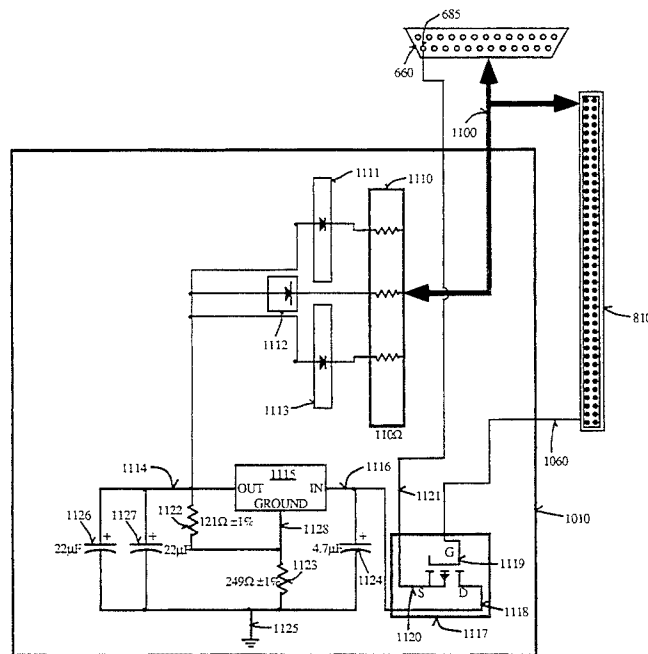 685
660
1100
1111
1110
810
1112
1113
110Ω
1060
1114
1115
1116
OUT
IN
GROUND
1121
1126
1127
1122
121Ω ±1%
1128
1010
+
+
+
22µF
22µF
4.7µF
1123
G
1119
249Ω ±1%
1124
S
D
1118
1120
1117
1125